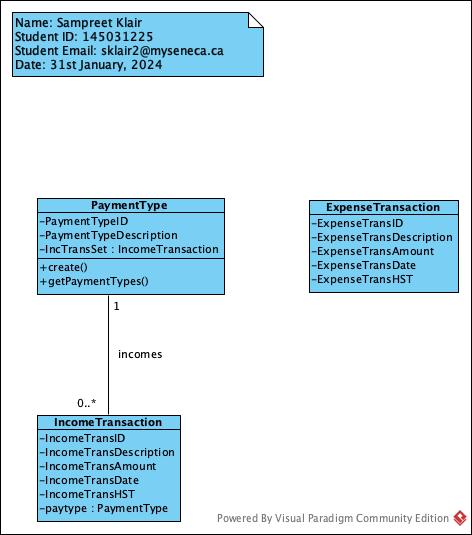 Name: Sampreet Klair
Student ID: 145031225
Student Email: sklair2@myseneca.ca
Date: 31st January, 2024
PaymentType
-PaymentTypeID
-PaymentTypeDescription
-IncTransSet : IncomeTransaction
+create()
+getPaymentTypes()
ExpenseTransaction
-ExpenseTransID
-ExpenseTransDescription
-ExpenseTransAmount
-ExpenseTransDate
-ExpenseTransHST
1
incomes
0..*
IncomeTransaction
-IncomeTransID
-IncomeTransDescription
-IncomeTransAmount
-IncomeTransDate
-IncomeTransHST
-paytype : PaymentType
Powered By Visual Paradigm Community Edition